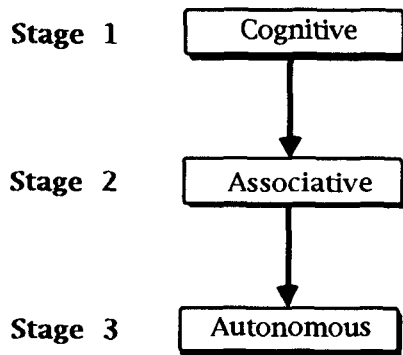 Stage 1 Cognitive
Stage 2 Associative
Stage 3 Autonomous